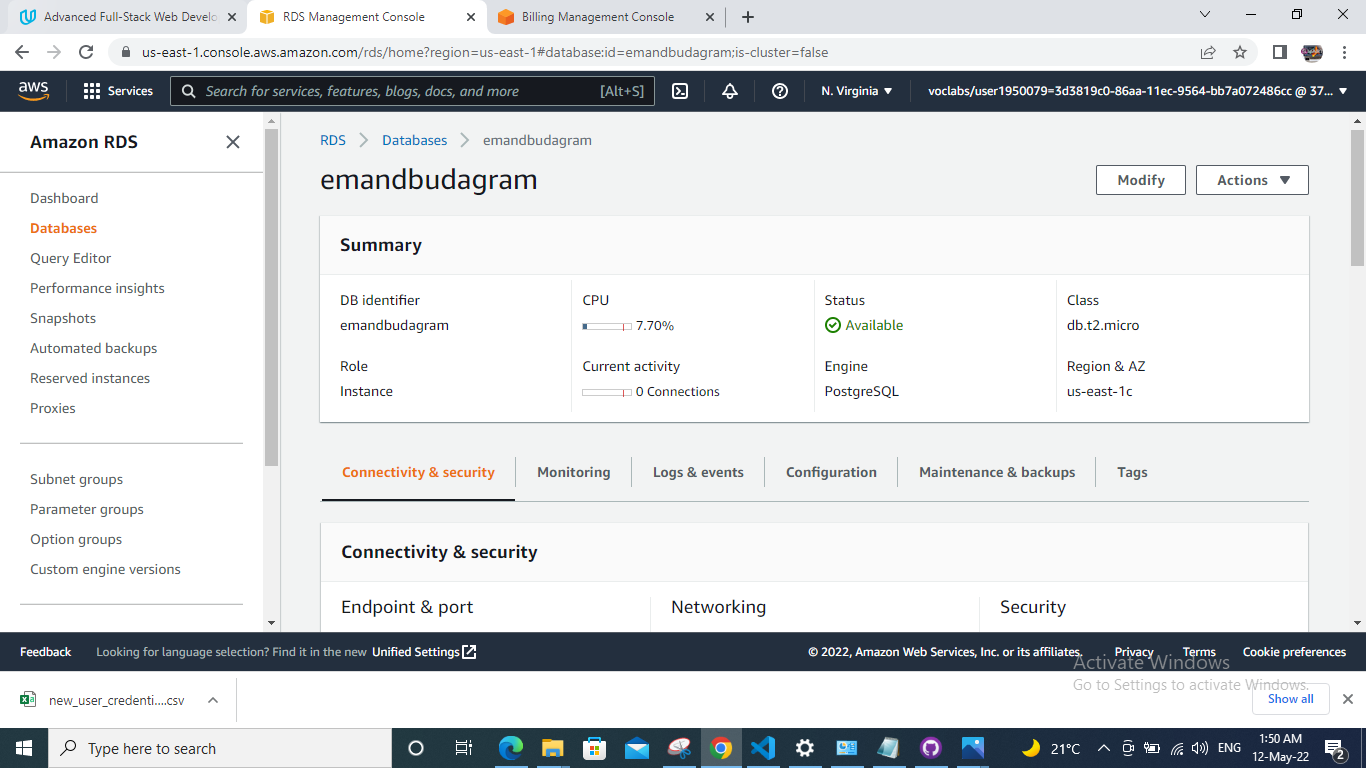 Advanced Full-Stack Web Develo
RDS Management Console
Billing Management Console
us-east-1.console.aws.amazon.com/rds/home?region=us-east-1#database:id=emandbudagram;is-cluster=false
aws
Services
Search for services, features, blogs, docs, and more
[Alt+S]
N. Virginia
voclabs/user1950079=3d3819c0-86aa-11ec-9564-bb7a072486cc @ 37...
Amazon RDS
Dashboard
Databases
Query Editor
Performance insights
Snapshots
Automated backups
Reserved instances
Proxies
Subnet groups
Parameter groups
Option groups
Custom engine versions
RDS
Databases
emandbudagram
emandbudagram
Modify
Actions
Summary
DB identifier
emandbudagram
CPU
7.70%
Status
Available
Class
db.t2.micro
Role
Instance
Current activity
0 Connections
Engine
PostgreSQL
Region & AZ
us-east-1c
Connectivity & security
Monitoring
Logs & events
Configuration
Maintenance & backups
Tags
Connectivity & security
Endpoint & port
Networking
Security
Feedback
Looking for language selection? Find it in the new Unified Settings
© 2022, Amazon Web Services, Inc. or its affiliates.
Privacy
Terms
Cookie preferences
Activate Windows
Go to Settings to activate Windows.
new_user_credenti....csv
Show all
Type here to search
21°C
ENG
1:50 AM
12-May-22
2